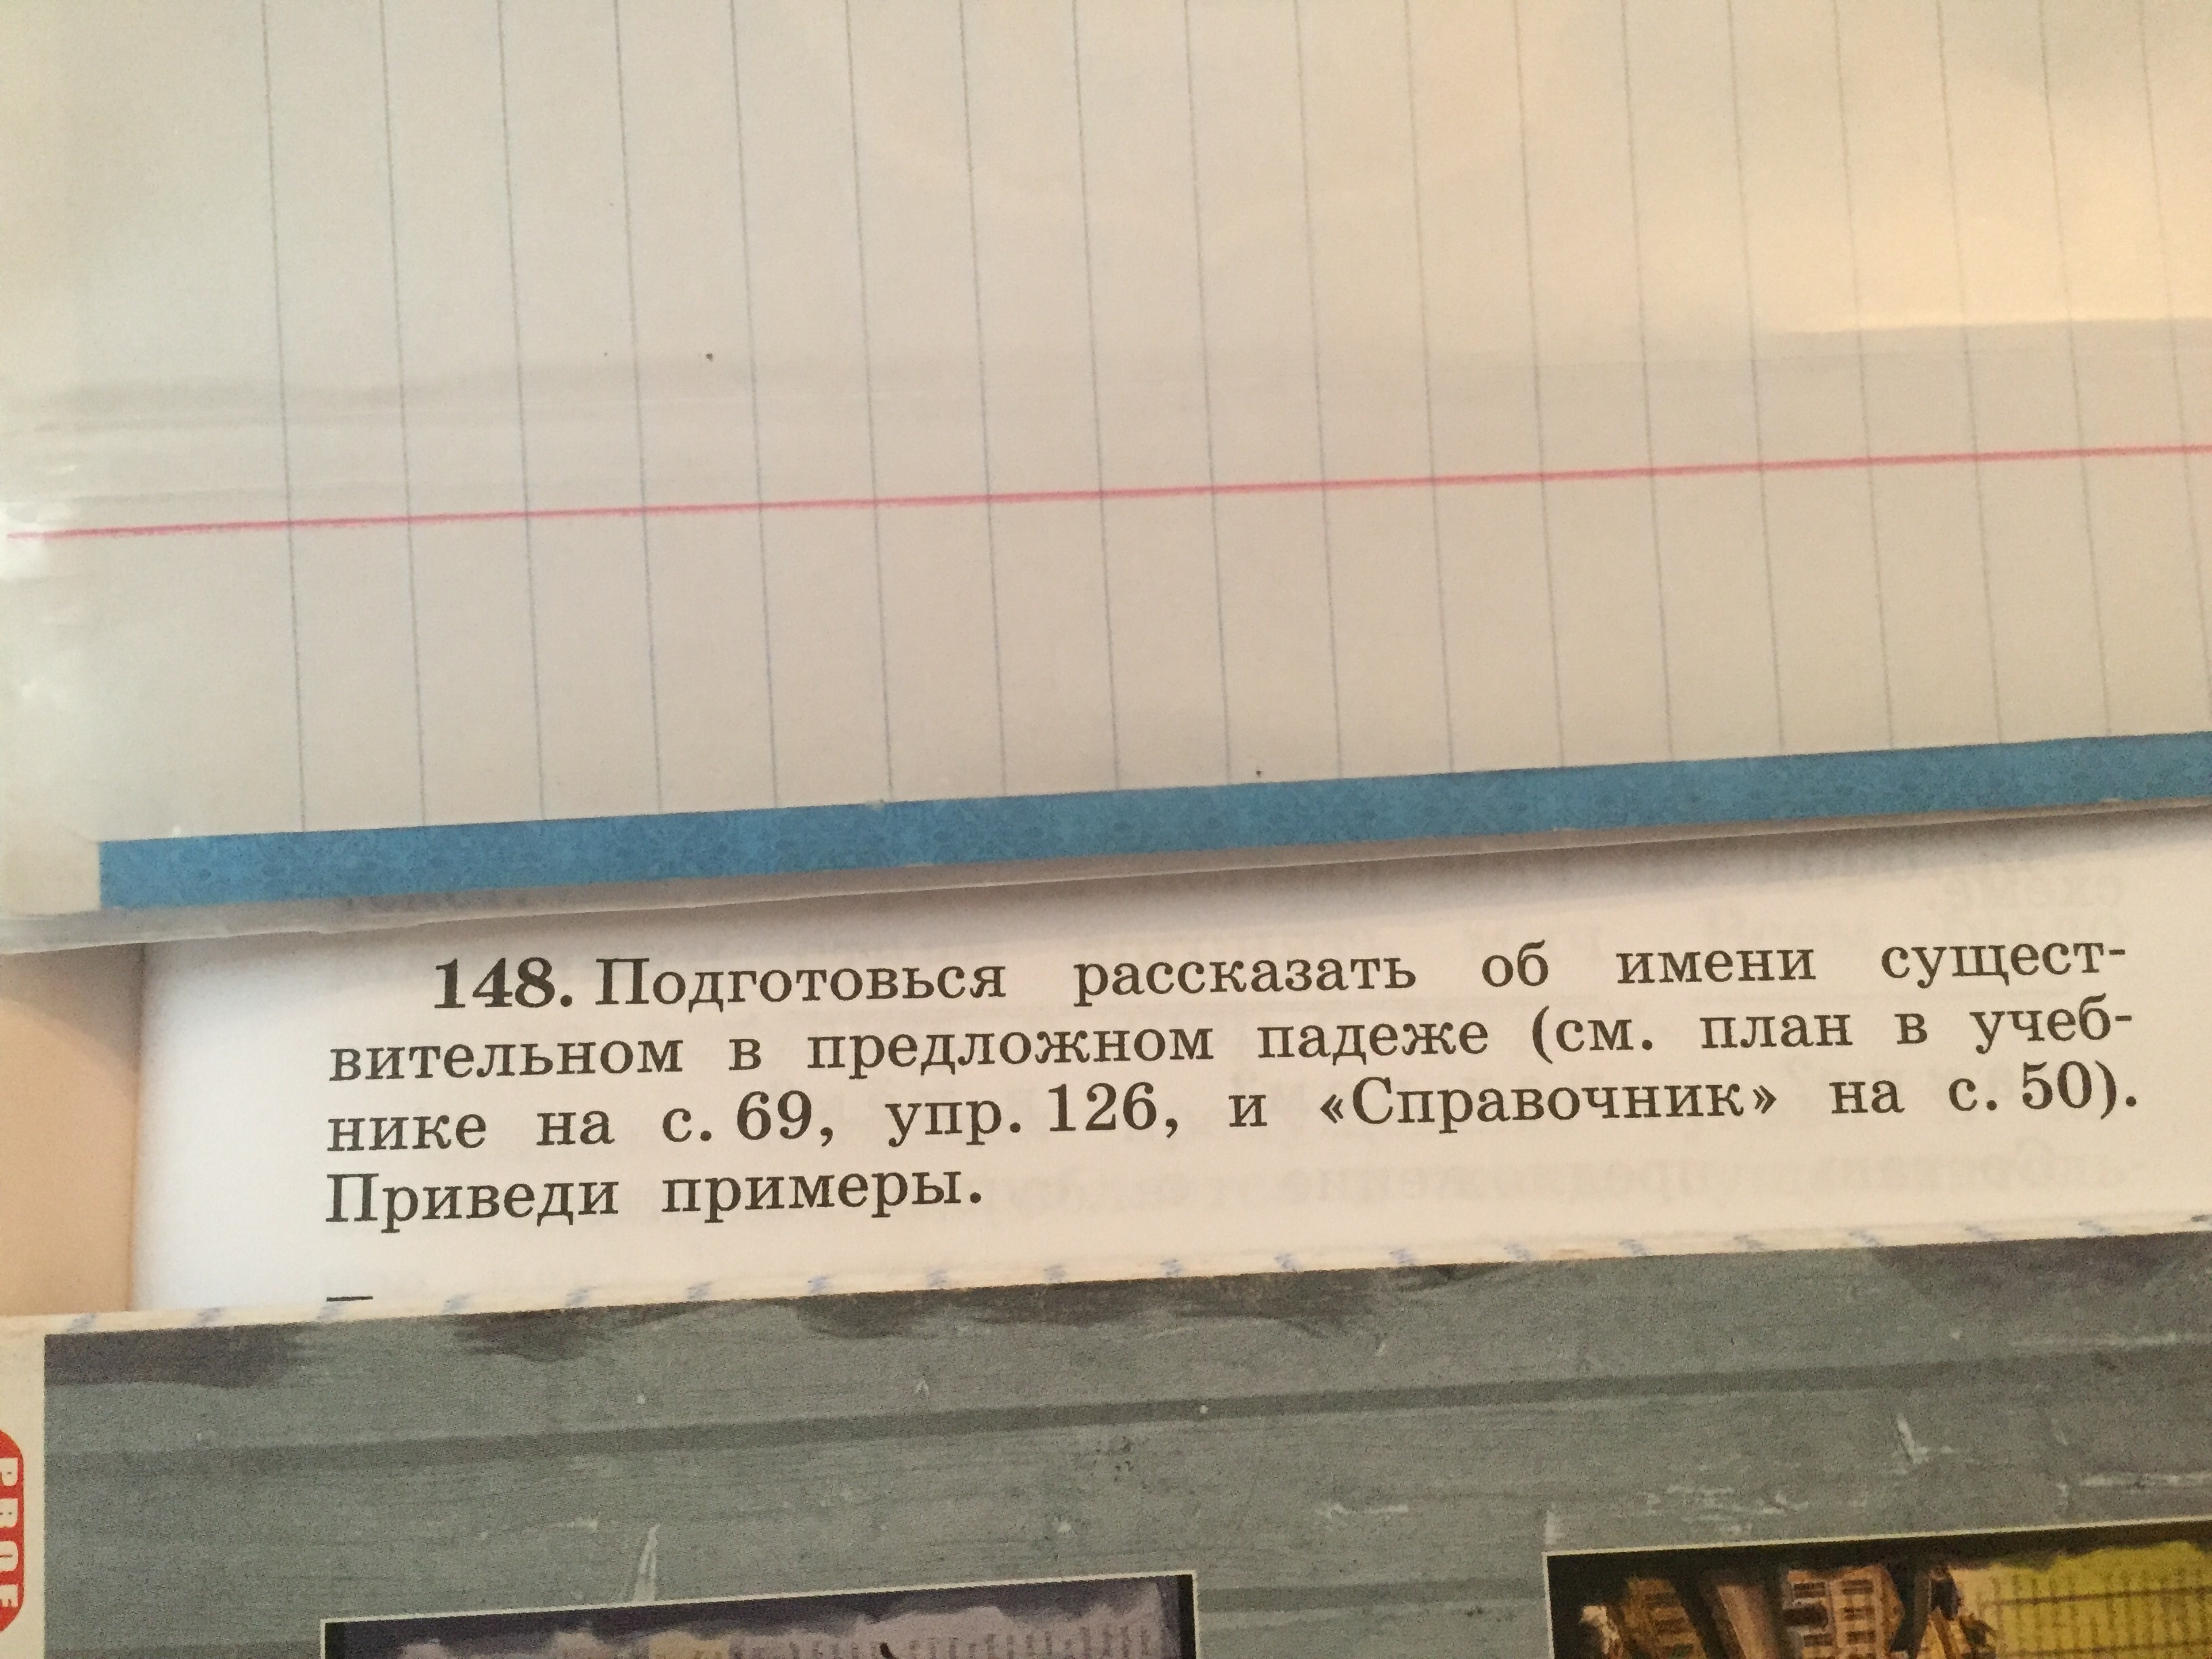 148. Подготовься рассказать об имени сущест-
вительном в предложном падеже (см. план в учеб-
нике на с. 69, упр. 126, и «Справочник» на с. 50).
Приведи примеры.